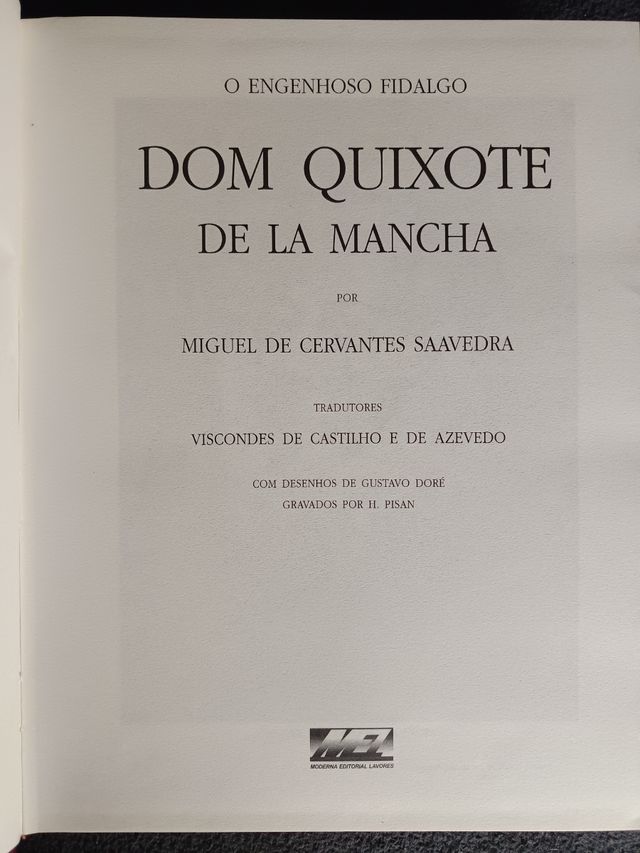 O ENGENHOSO FIDALGO
DOM QUIXOTE
DE LA MANCHA
POR
MIGUEL DE CERVANTES SAAVEDRA
TRADUTORES
VISCONDES DE CASTILHO E DE AZEVEDO
COM DESENHOS DE GUSTAVO DORÉ
GRAVADOS POR H. PISAN
MEL
MODERNA EDITORIAL LAVORES